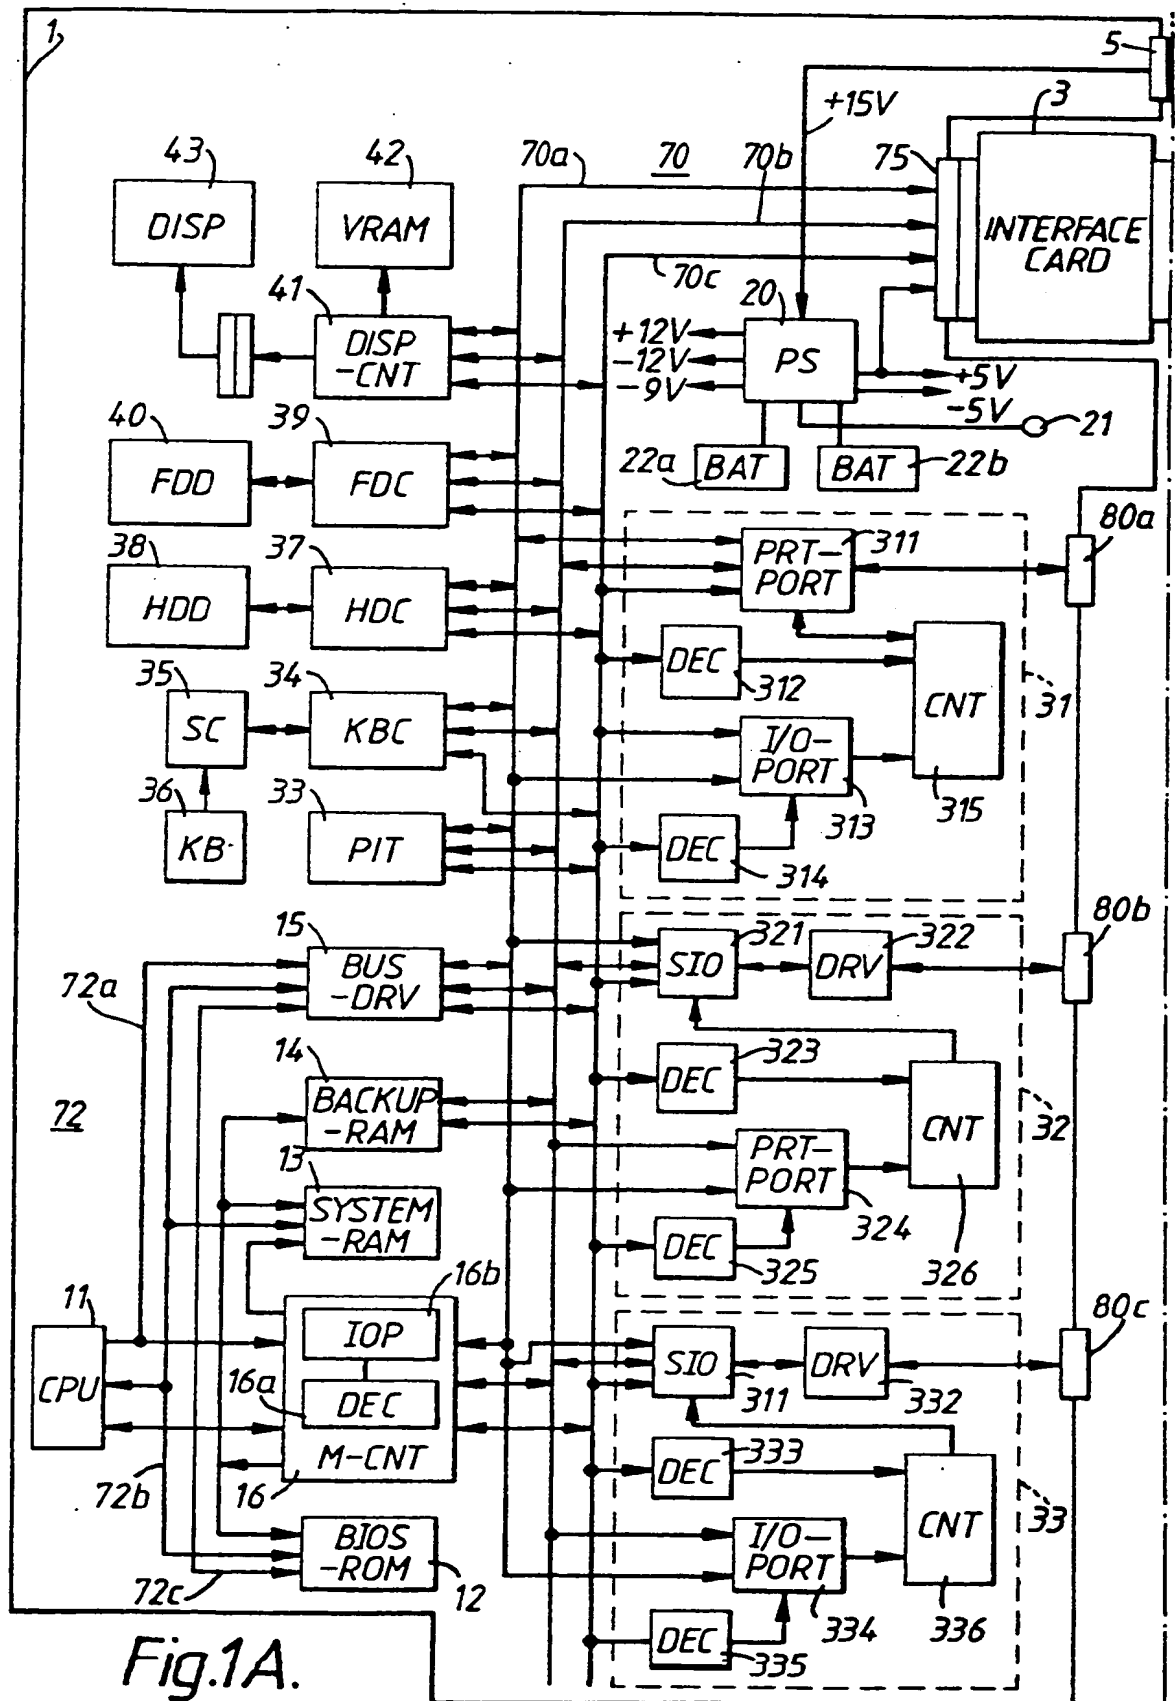 1
5
+15V
3
43
42
70a
70
70b
75
DISP
VRAM
INTERFACE
CARD
70c
41
20
DISP
-CNT
+12V
-12V
-9V
PS
+5V
-5V
21
40
39
FDD
FDC
22a
BAT
BAT
22b
80a
38
37
HDD
HDC
PRT-
PORT
311
35
34
DEC
312
CNT
31
SC
KBC
I/O-
PORT
313
315
36
33
KB
PIT
DEC
314
80b
15
BUS
-DRV
321
322
SIO
DRV
72a
14
BACKUP
-RAM
323
DEC
CNT
32
72
13
SYSTEM
-RAM
PRT-
PORT
324
DEC
325
326
16b
11
IOP
80c
CPU
16a
DEC
SIO
311
DRV
332
M-CNT
333
DEC
72b
16
CNT
33
BIOS
-ROM
I/O-
PORT
72c
12
334
336
DEC
335
Fig.1A.